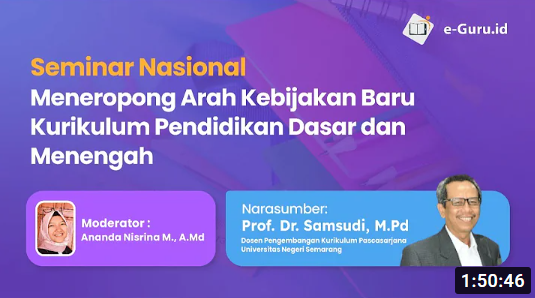 e-Guru.id
Seminar Nasional
Meneropong Arah Kebijakan Baru
Kurikulum Pendidikan Dasar dan
Menengah
Moderator :
Ananda Nisrina M., A.Md
Narasumber:
Prof. Dr. Samsudi, M.Pd
Dosen Pengembangan Kurikulum Pascasarjana
Universitas Negeri Semarang
1:50:46